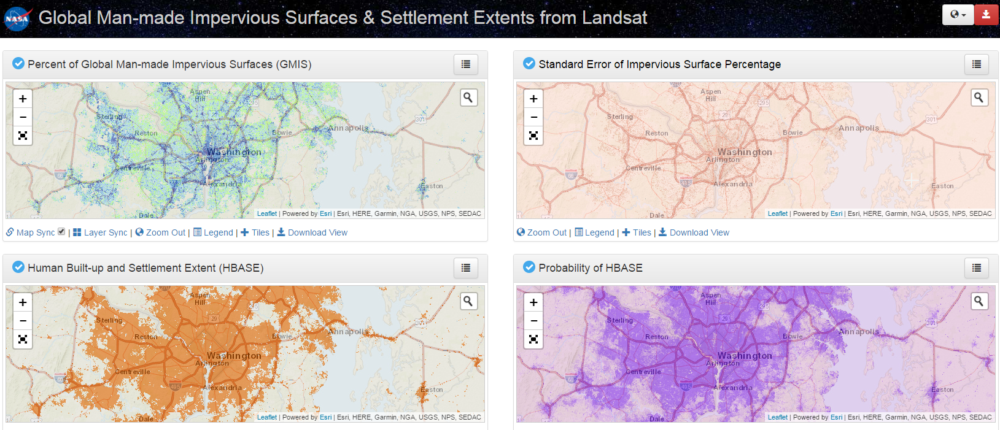 NASA
Global Man-made Impervious Surfaces & Settlement Extents from Landsat
Percent of Global Man-made Impervious Surfaces (GMIS)
Aspen
Hill
295
29
Sterling
Reston
Bowie
Annapolis
301
Washington
Arlington
Centreville
66
Alexandria
Easton
Dale
Leaflet | Powered by Esri | Esri, HERE, Garmin, NGA, USGS, NPS, SEDAC
Map Sync | Layer Sync | Zoom Out | Legend | Tiles | Download View
Standard Error of Impervious Surface Percentage
Aspen
Hill
295
29
Sterling
Reston
Bowie
Annapolis
301
Washington
Arlington
Centreville
66
495
Alexandria
Easton
Dale
Leaflet | Powered by Esri | Esri, HERE, Garmin, NGA, USGS, NPS, SEDAC
Zoom Out | Legend | Tiles | Download View
Human Built-up and Settlement Extent (HBASE)
Aspen
Hill
29
Sterling
Reston
Bowie
Annapolis
301
Washington
Arlington
Centreville
66
495
Alexandria
Easton
Dale
Leaflet | Powered by Esri | Esri, HERE, Garmin, NGA, USGS, NPS, SEDAC
Probability of HBASE
Aspen
Hill
295
29
Sterling
Reston
Bowie
Annapolis
301
Washington
Arlington
Centreville
66
495
Alexandria
Easton
Dale
Leaflet | Powered by Esri | Esri, HERE, Garmin, NGA, USGS, NPS, SEDAC